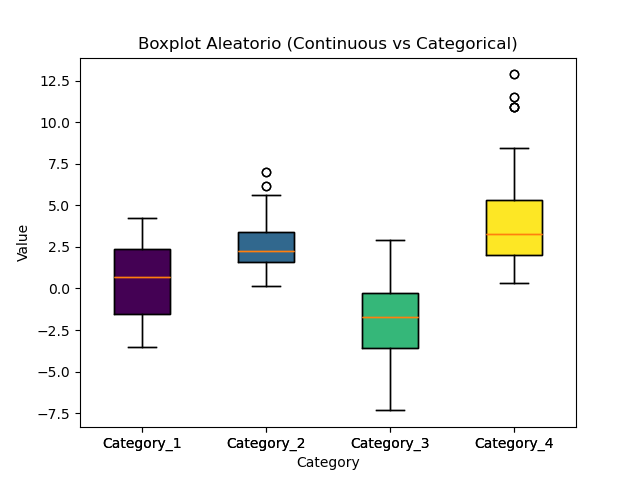 Boxplot Aleatorio (Continuous vs Categorical)
12.5
10.0
7.5
5.0
2.5
0.0
−2.5
−5.0
−7.5
Value
Category_1 Category_2 Category_3 Category_4
Category